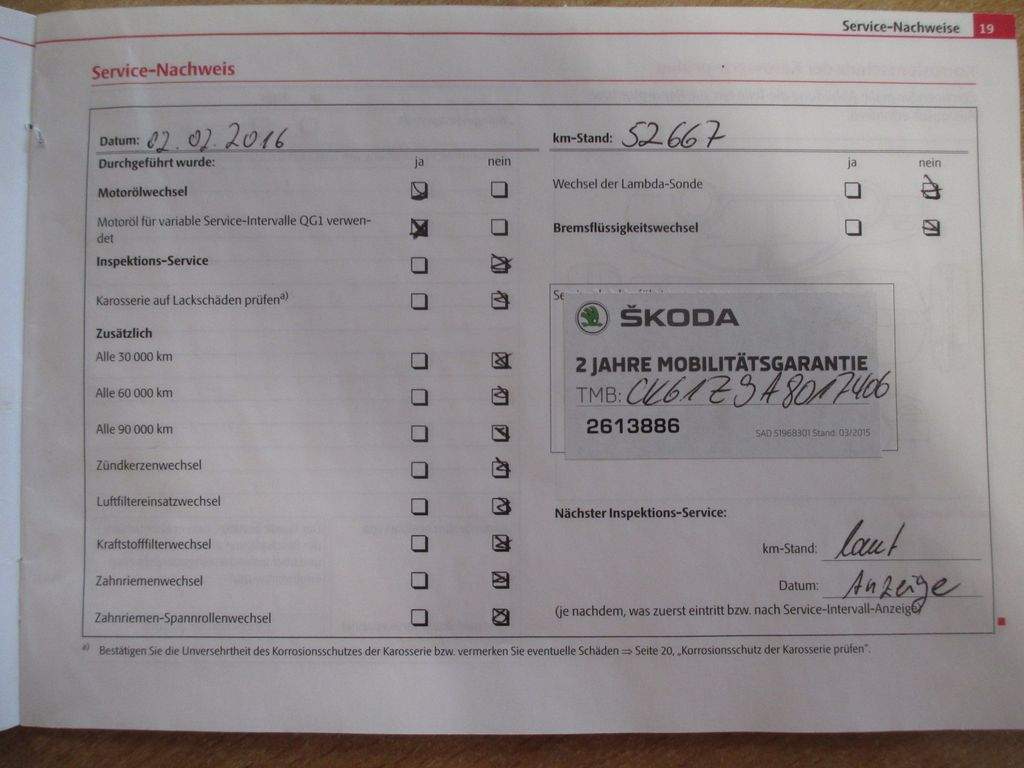 Service-Nachweise 19
Service-Nachweis
Datum: 02.02.2016
km-Stand: 52667
Durchgeführt wurde: ja nein
ja nein
Motorölwechsel
Wechsel der Lambda-Sonde
Motoröl für variable Service-Intervalle QG1 verwen-
det
Bremsflüssigkeitswechsel
Inspektions-Service
Karosserie auf Lackschäden prüfen a)
Zusätzlich
Alle 30 000 km
Alle 60 000 km
Alle 90 000 km
Zündkerzenwechsel
Luftfiltereinsatzwechsel
Kraftstofffilterwechsel
Zahnriemenwechsel
Zahnriemen-Spannrollenwechsel
ŠKODA
2 JAHRE MOBILITÄTSGARANTIE
TMB: CK61Z9A8017406
2613886
SAD 51968301 Stand: 03/2015
Nächster Inspektions-Service:
km-Stand: laut
Datum: Anzeige
(je nachdem, was zuerst eintritt bzw. nach Service-Intervall-Anzeige)
a) Bestätigen Sie die Unversehrtheit des Korrosionsschutzes der Karosserie bzw. vermerken Sie eventuelle Schäden ⇒ Seite 20, „Korrosionsschutz der Karosserie prüfen“.